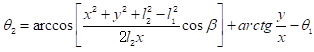 θ₂ = arccos[(x² + y² + l₂² − l₁²)/(2l₂x) cos β] + arctg y/x − θ₁